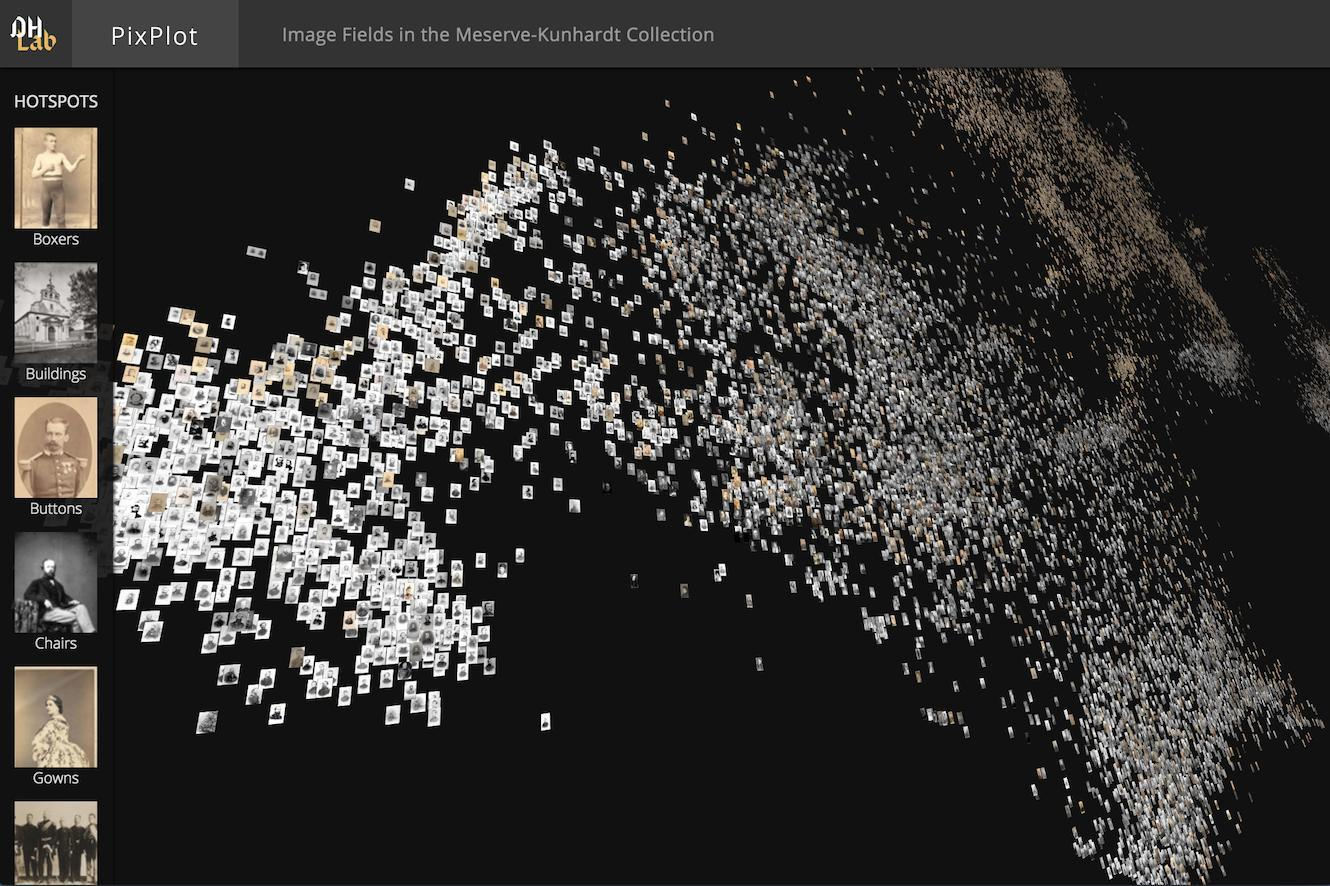 DH
Lab
PixPlot
Image Fields in the Meserve-Kunhardt Collection
HOTSPOTS
Boxers
Buildings
Buttons
Chairs
Gowns